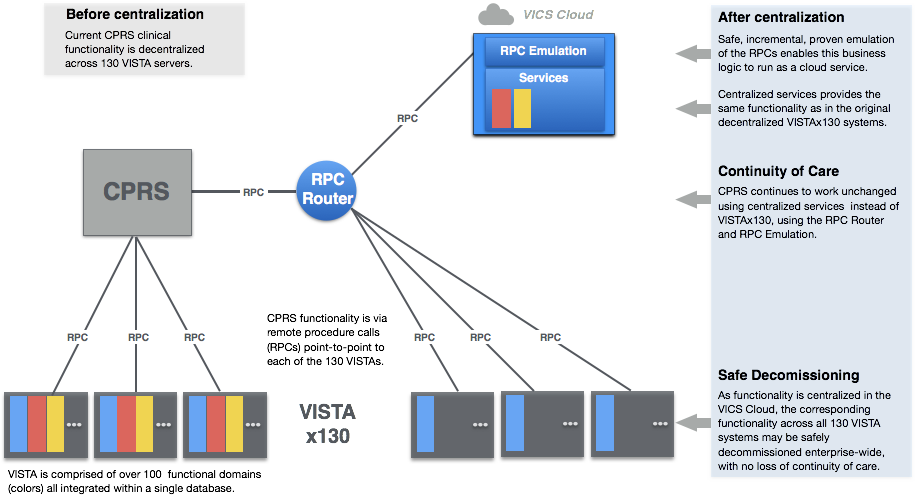 Before centralization
Current CPRS clinical
functionality is decentralized
across 130 VISTA servers.
VICS Cloud
RPC Emulation
Services
After centralization
Safe, incremental, proven emulation
of the RPCs enables this business
logic to run as a cloud service.
Centralized services provides the
same functionality as in the original
decentralized VISTAx130 systems.
RPC
CPRS
RPC
RPC
Router
Continuity of Care
CPRS continues to work unchanged
using centralized services instead of
VISTAx130, using the RPC Router
and RPC Emulation.
CPRS functionality is via
remote procedure calls
(RPCs) point-to-point to
each of the 130 VISTAs.
RPC
RPC
RPC
RPC
RPC
RPC
VISTA
x130
Safe Decomissioning
As functionality is centralized in the
VICS Cloud, the corresponding
functionality across all 130 VISTA
systems may be safely
decommissioned enterprise-wide,
with no loss of continuity of care.
VISTA is comprised of over 100 functional domains
(colors) all integrated within a single database.